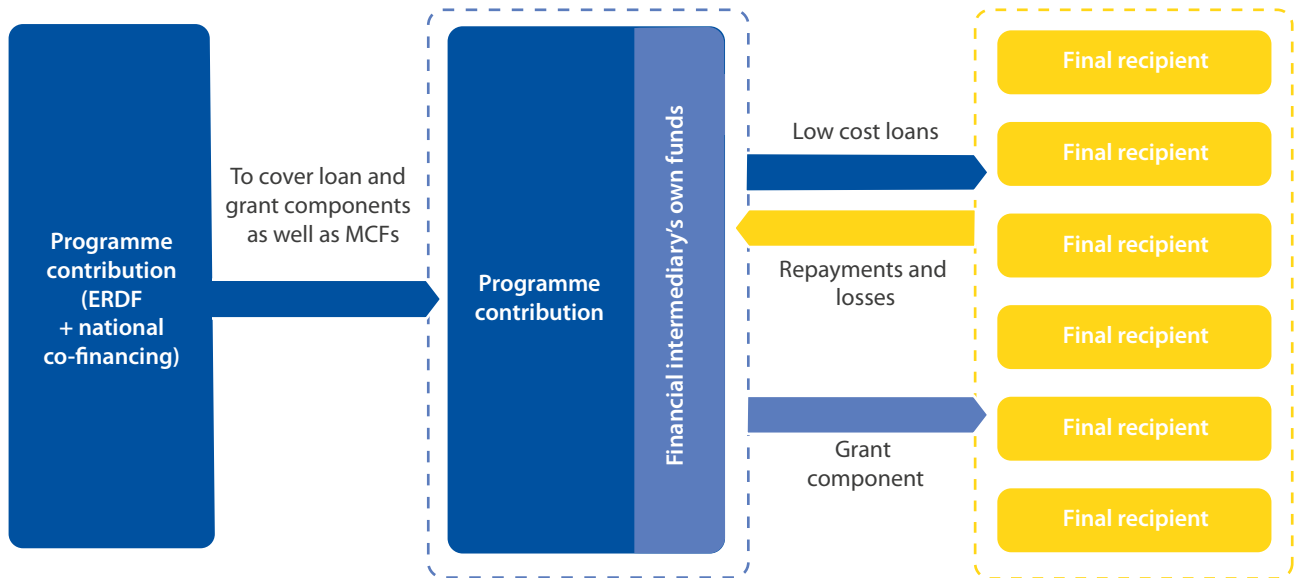 Programme
contribution
(ERDF
+ national
co-financing)
To cover loan and
grant components
as well as MCFs
Programme
contribution
Financial intermediary's own funds
Low cost loans
Repayments and
losses
Grant
component
Final recipient
Final recipient
Final recipient
Final recipient
Final recipient
Final recipient